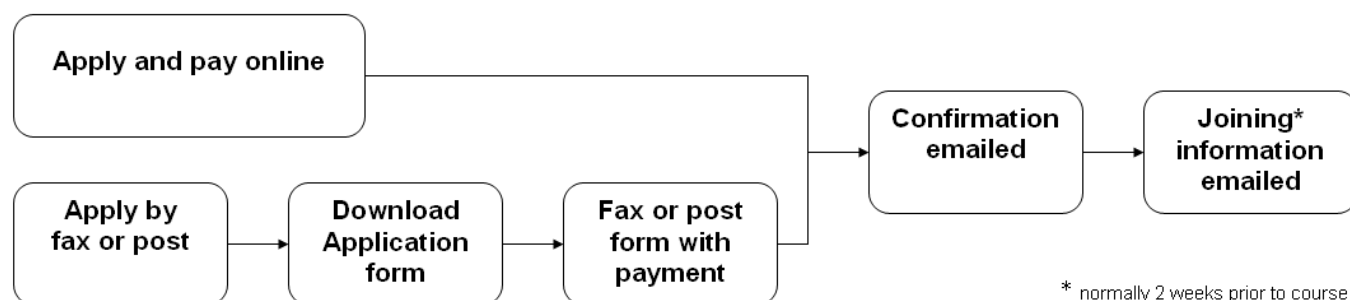 Apply and pay online
Apply by
fax or post
Download
Application
form
Fax or post
form with
payment
Confirmation
emailed
Joining*
information
emailed
* normally 2 weeks prior to course